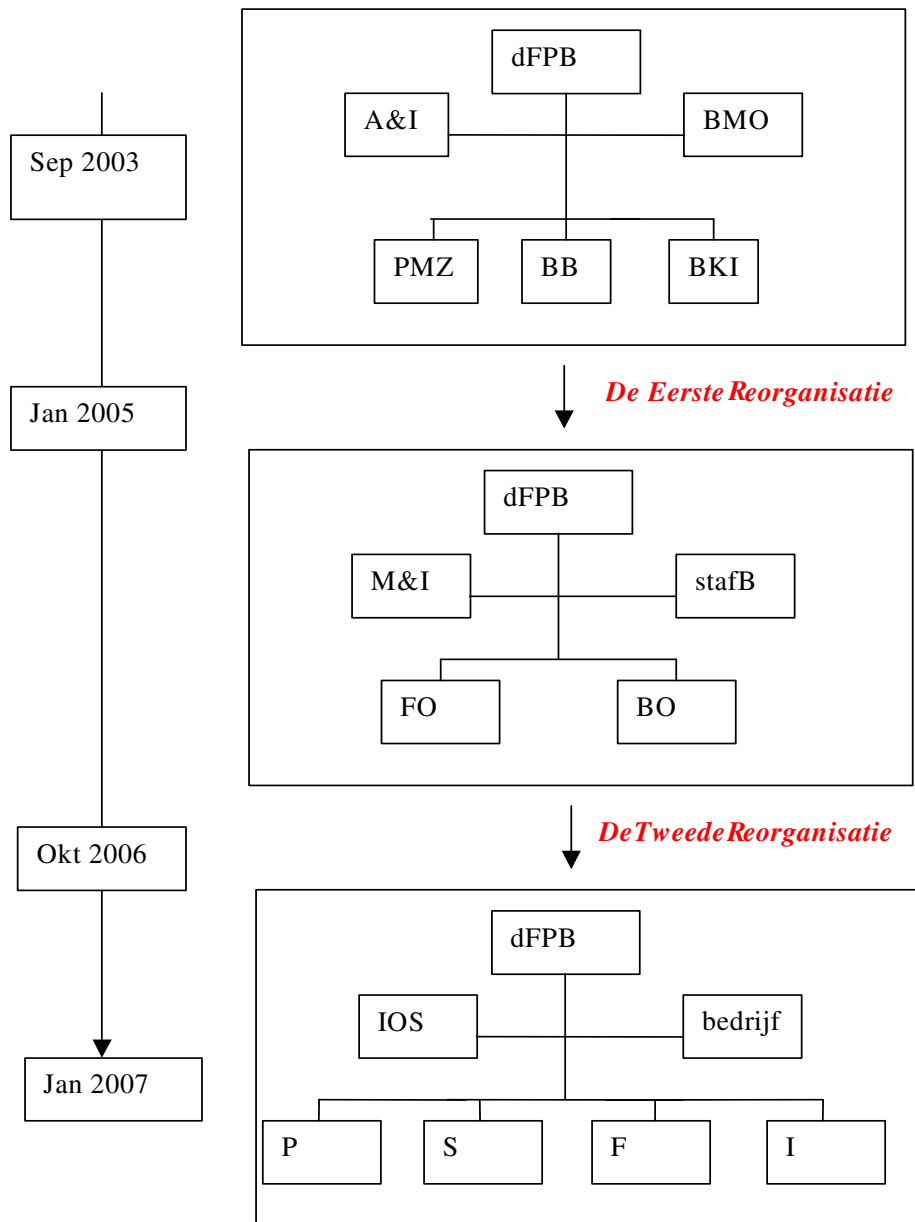 dFPB
A&I
BMO
Sep 2003
PMZ
BB
BKI
De Eerste Reorganisatie
Jan 2005
dFPB
M&I
stafB
FO
BO
De Tweede Reorganisatie
Okt 2006
dFPB
IOS
bedrijf
Jan 2007
P
S
F
I